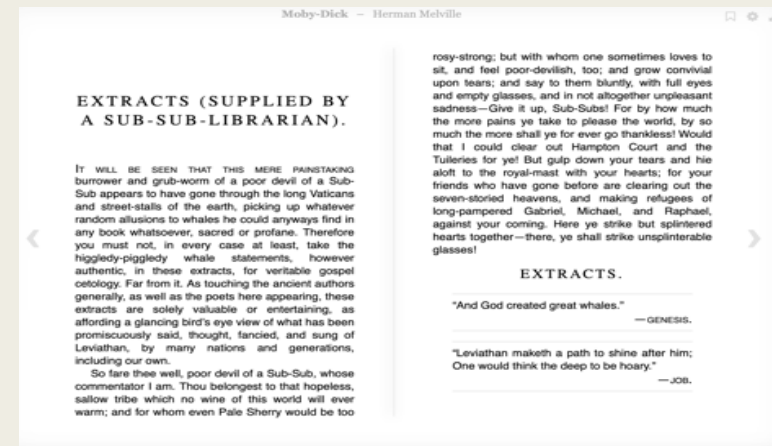 Moby-Dick — Herman Melville
EXTRACTS (SUPPLIED BY
A SUB-SUB-LIBRARIAN).
IT WILL BE SEEN THAT THIS MERE PAINSTAKING
burrower and grub-worm of a poor devil of a Sub-
Sub appears to have gone through the long Vaticans
and street-stalls of the earth, picking up whatever
random allusions to whales he could anyways find in
any book whatsoever, sacred or profane. Therefore
you must not, in every case at least, take the
higgledy-piggledy whale statements, however
authentic, in these extracts, for veritable gospel
cetology. Far from it. As touching the ancient authors
generally, as well as the poets here appearing, these
extracts are solely valuable or entertaining, as
affording a glancing bird's eye view of what has been
promiscuously said, thought, fancied, and sung of
Leviathan, by many nations and generations,
including our own.
So fare thee well, poor devil of a Sub-Sub, whose
commentator I am. Thou belongest to that hopeless,
sallow tribe which no wine of this world will ever
warm; and for whom even Pale Sherry would be too
rosy-strong; but with whom one sometimes loves to
sit, and feel poor-devilish, too; and grow convivial
upon tears; and say to them bluntly, with full eyes
and empty glasses, and in not altogether unpleasant
sadness—Give it up, Sub-Subs! For by how much
the more pains ye take to please the world, by so
much the more shall ye for ever go thankless! Would
that I could clear out Hampton Court and the
Tuileries for ye! But gulp down your tears and hie
aloft to the royal-mast with your hearts; for your
friends who have gone before are clearing out the
seven-storied heavens, and making refugees of
long-pampered Gabriel, Michael, and Raphael,
against your coming. Here ye strike but splintered
hearts together—there, ye shall strike unsplinterable
glasses!
EXTRACTS.
“And God created great whales.”
—GENESIS.
“Leviathan maketh a path to shine after him;
One would think the deep to be hoary.”
—JOB.